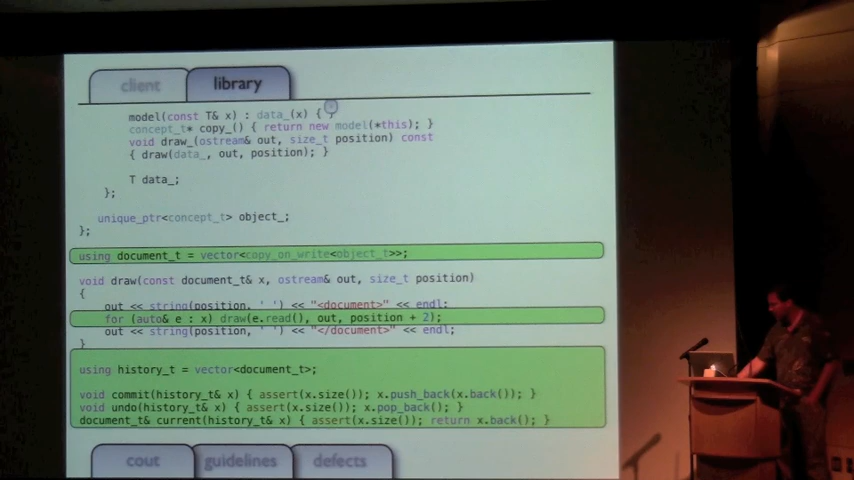 client library
model(const T& x) : data_(x) { }
concept_t* copy_() { return new model(*this); }
void draw_(ostream& out, size_t position) const
{ draw(data_, out, position); }
T data_;
};
unique_ptr<concept_t> object_;
};
using document_t = vector<copy_on_write<object_t>>;
void draw(const document_t& x, ostream& out, size_t position)
{
out << string(position, ' ') << "<document>" << endl;
for (auto& e : x) draw(e.read(), out, position + 2);
out << string(position, ' ') << "</document>" << endl;
}
using history_t = vector<document_t>;
void commit(history_t& x) { assert(x.size()); x.push_back(x.back()); }
void undo(history_t& x) { assert(x.size()); x.pop_back(); }
document_t& current(history_t& x) { assert(x.size()); return x.back(); }
cout guidelines defects